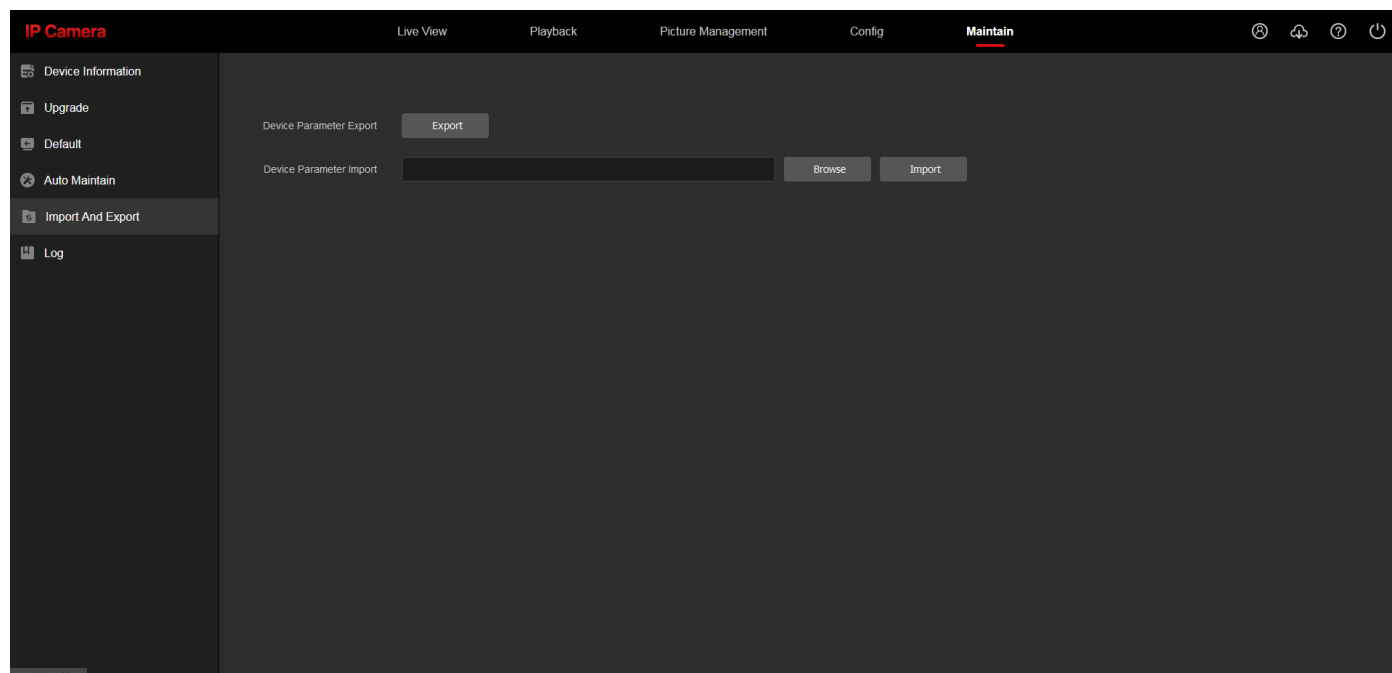 IP Camera Live View Playback Picture Management Config Maintain
Device Information
Upgrade
Default
Auto Maintain
Import And Export
Log
Device Parameter Export Export
Device Parameter Import Browse Import